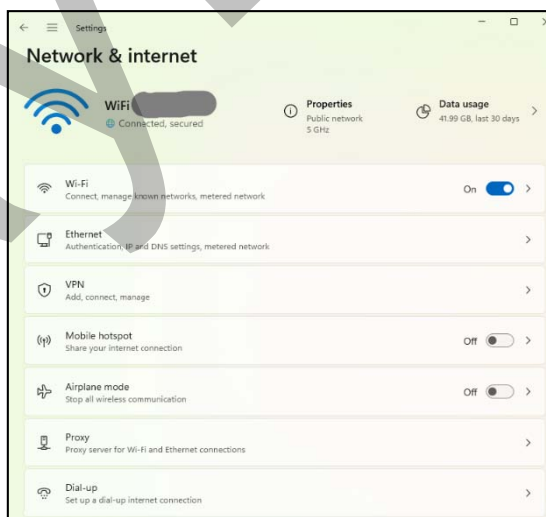 Settings
Network & internet
WiFi
Connected, secured
Properties
Public network
5 GHz
Data usage
41.99 GB, last 30 days
Wi-Fi
Connect, manage known networks, metered network
On
Ethernet
Authentication, IP and DNS settings, metered network
VPN
Add, connect, manage
Mobile hotspot
Share your internet connection
Off
Airplane mode
Stop all wireless communication
Off
Proxy
Proxy server for Wi-Fi and Ethernet connections
Dial-up
Set up a dial-up internet connection